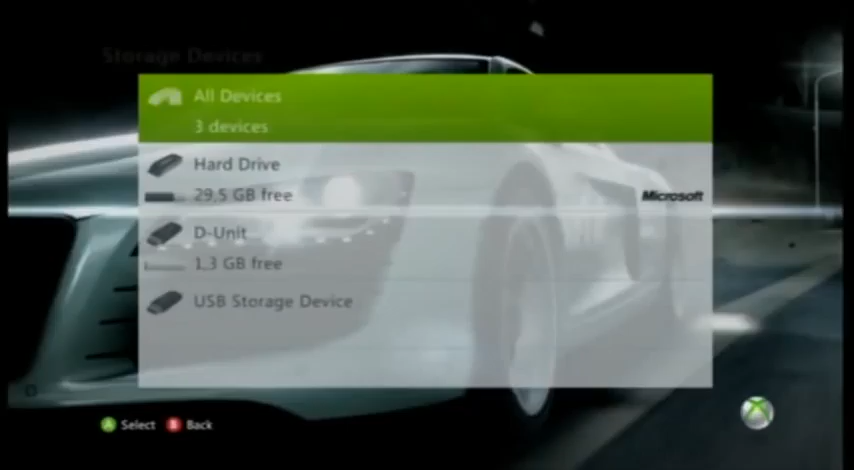 Storage Devices
All Devices
3 devices
Hard Drive
29.5 GB free
Microsoft
D-Unit
1.3 GB free
USB Storage Device
A Select B Back